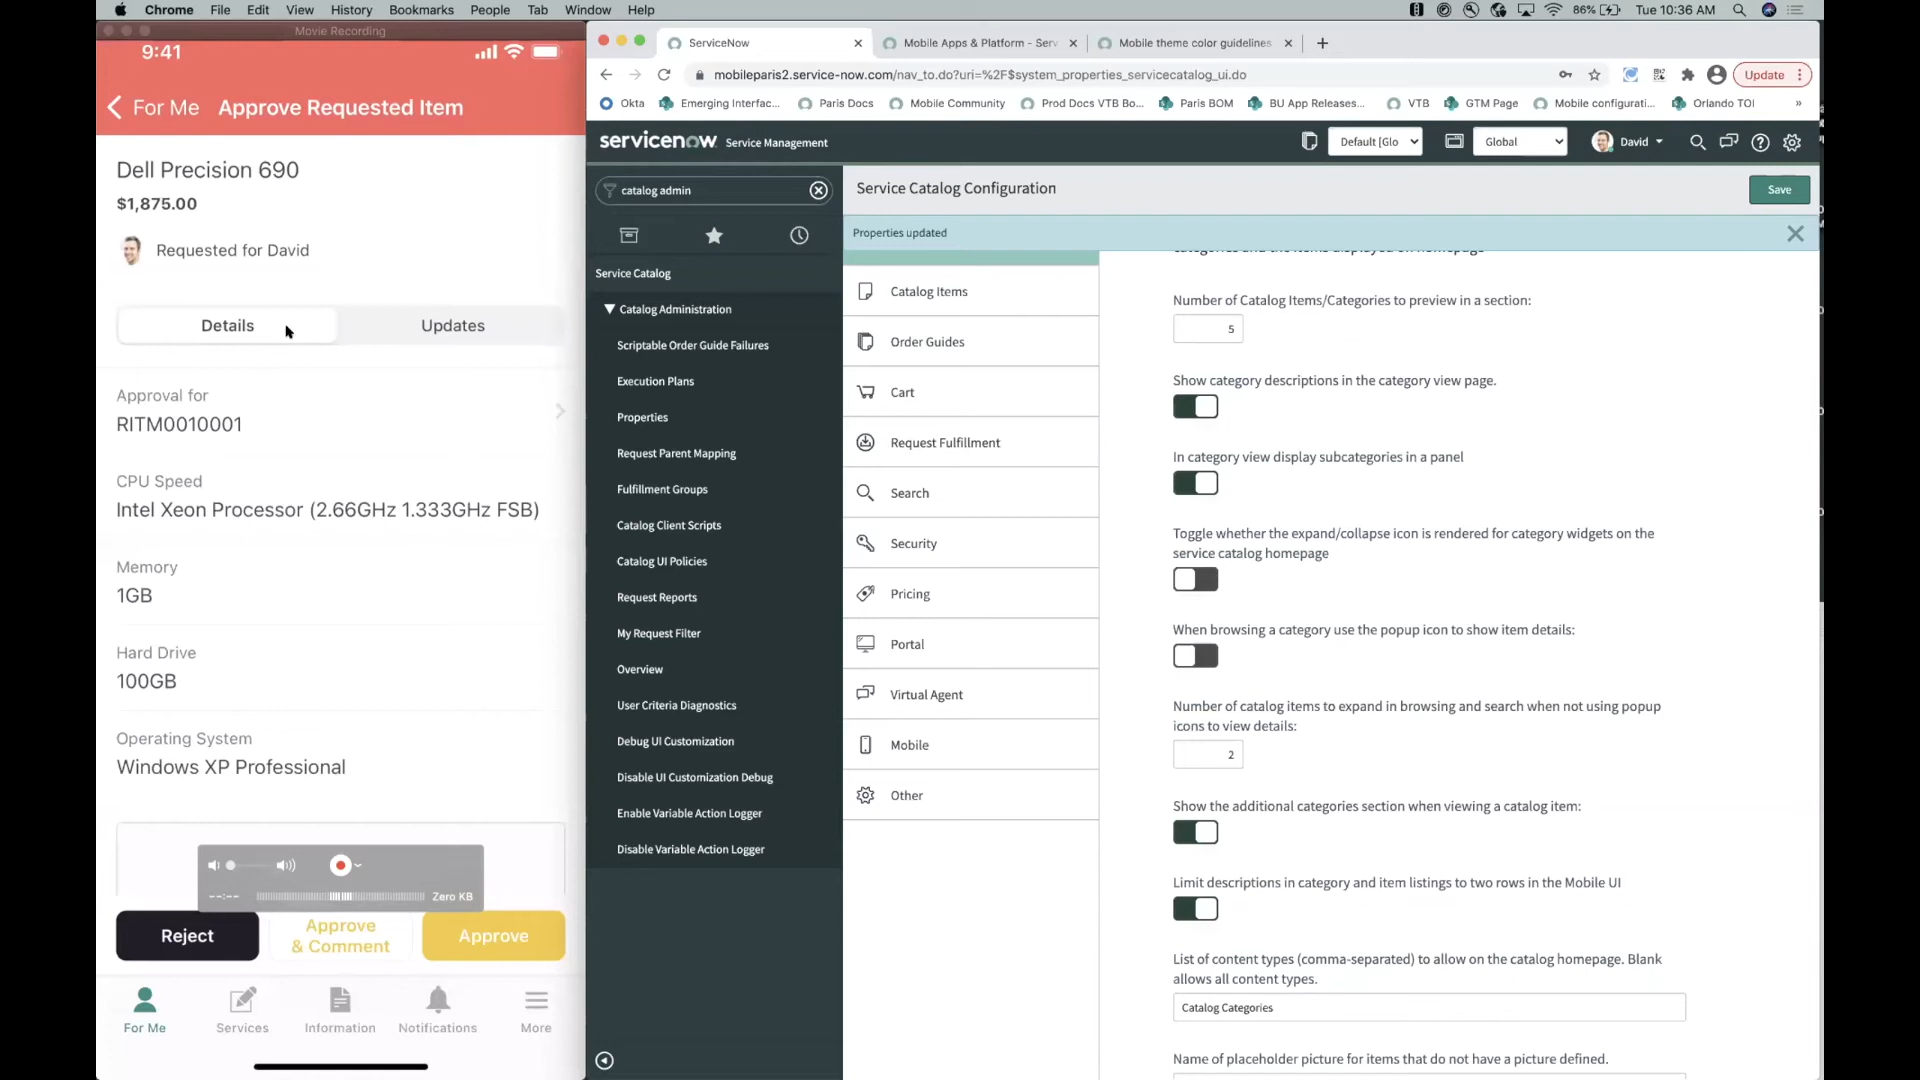 Chrome File Edit View History Bookmarks People Tab Window Help
86%
Tue 10:36 AM
Movie Recording
9:41
For Me
Approve Requested Item
Dell Precision 690
$1,875.00
Requested for David
Details
Updates
Approval for
RITM0010001
CPU Speed
Intel Xeon Processor (2.66GHz 1.333GHz FSB)
Memory
1GB
Hard Drive
100GB
Operating System
Windows XP Professional
--:--
Zero KB
Reject
Approve
& Comment
Approve
For Me
Services
Information
Notifications
More
ServiceNow
Mobile Apps & Platform - Serv
Mobile theme color guidelines
mobileparis2.service-now.com/nav_to.do?uri=%2F$system_properties_servicecatalog_ui.do
Update
Okta
Emerging Interfac...
Paris Docs
Mobile Community
Prod Docs VTB Bo...
Paris BOM
BU App Releases...
VTB
GTM Page
Mobile configurati...
Orlando TOI
»
servicenow Service Management
Default [Glo
Global
David
catalog admin
Service Catalog
Catalog Administration
Scriptable Order Guide Failures
Execution Plans
Properties
Request Parent Mapping
Fulfillment Groups
Catalog Client Scripts
Catalog UI Policies
Request Reports
My Request Filter
Overview
User Criteria Diagnostics
Debug UI Customization
Disable UI Customization Debug
Enable Variable Action Logger
Disable Variable Action Logger
Service Catalog Configuration
Save
Properties updated
Catalog Items
Order Guides
Cart
Request Fulfillment
Search
Security
Pricing
Portal
Virtual Agent
Mobile
Other
categories and the items displayed on homepage
Number of Catalog Items/Categories to preview in a section:
5
Show category descriptions in the category view page.
In category view display subcategories in a panel
Toggle whether the expand/collapse icon is rendered for category widgets on the
service catalog homepage
When browsing a category use the popup icon to show item details:
Number of catalog items to expand in browsing and search when not using popup
icons to view details:
2
Show the additional categories section when viewing a catalog item:
Limit descriptions in category and item listings to two rows in the Mobile UI
List of content types (comma-separated) to allow on the catalog homepage. Blank
allows all content types.
Catalog Categories
Name of placeholder picture for items that do not have a picture defined.